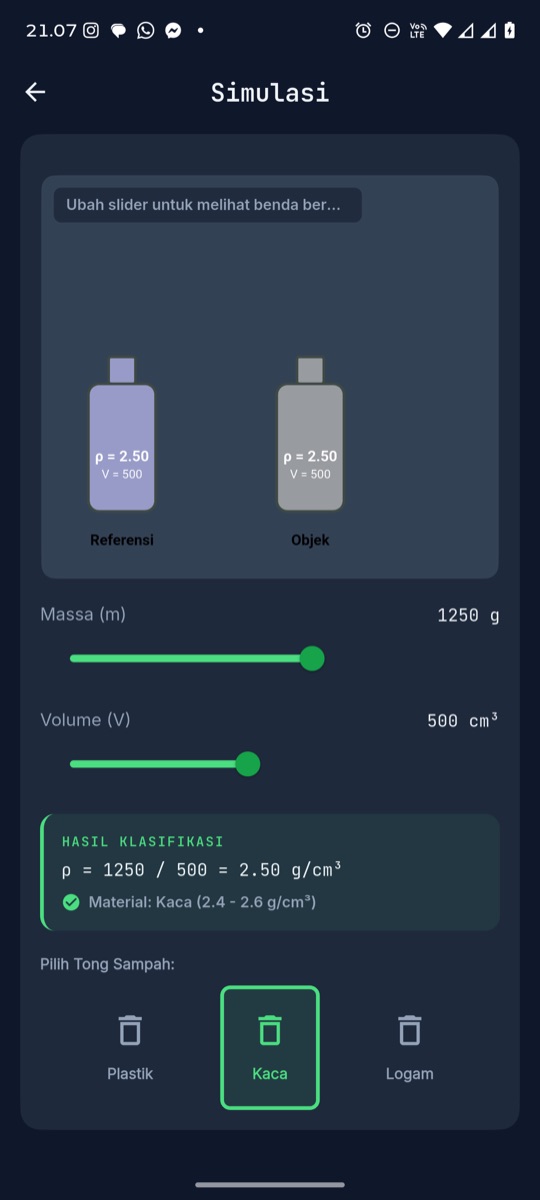 21.07
Vo LTE
Simulasi
Ubah slider untuk melihat benda ber...
ρ = 2.50
V = 500
Referensi
ρ = 2.50
V = 500
Objek
Massa (m)
1250 g
Volume (V)
500 cm³
HASIL KLASIFIKASI
ρ = 1250 / 500 = 2.50 g/cm³
Material: Kaca (2.4 - 2.6 g/cm³)
Pilih Tong Sampah:
Plastik
Kaca
Logam